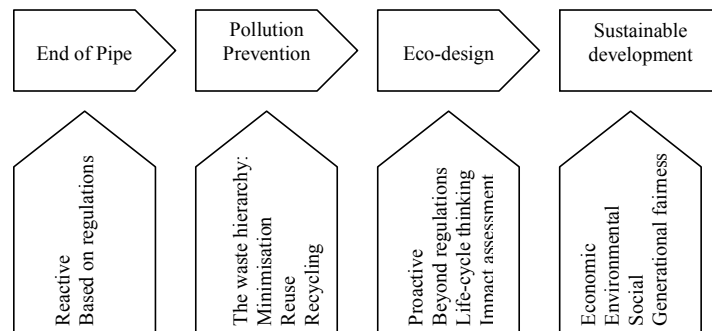 End of Pipe
Pollution
Prevention
Eco-design
Sustainable
development
Reactive
Based on regulations
The waste hierarchy:
Minimisation
Reuse
Recycling
Proactive
Beyond regulations
Life-cycle thinking
Impact assessment
Economic
Environmental
Social
Generational fairness